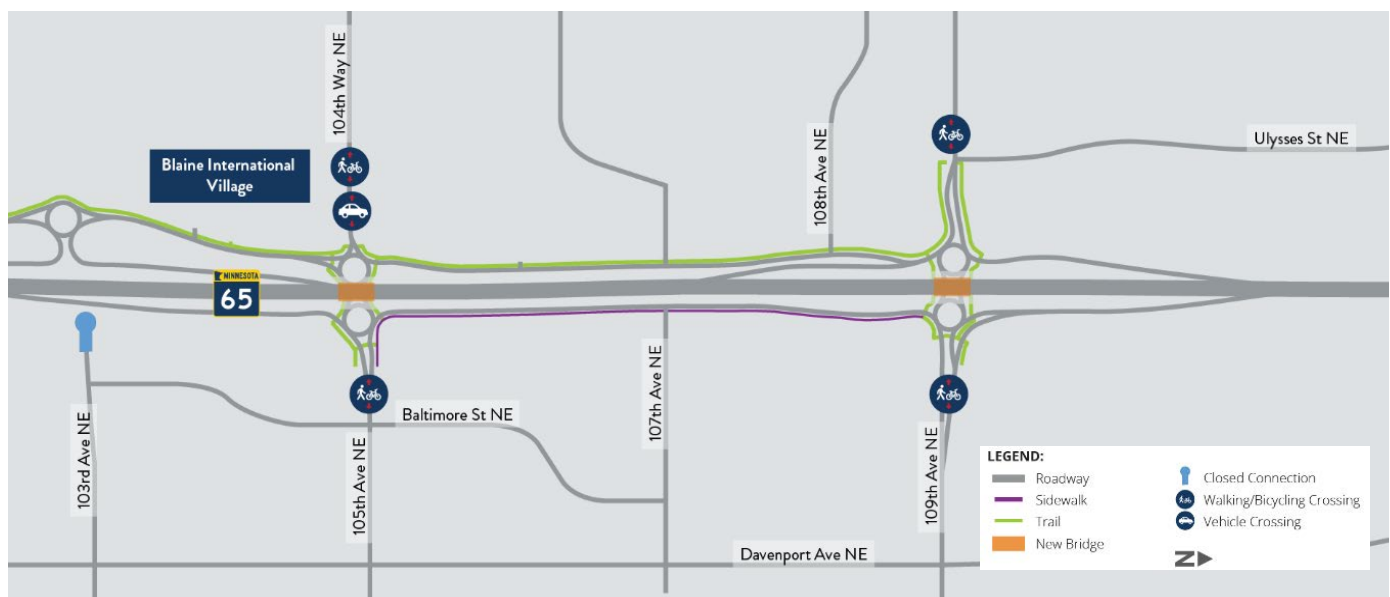 104th Way NE
108th Ave NE
Ulysses St NE
Blaine International
Village
MINNESOTA
65
103rd Ave NE
105th Ave NE
Baltimore St NE
107th Ave NE
109th Ave NE
Davenport Ave NE
LEGEND:
Roadway
Sidewalk
Trail
New Bridge
Closed Connection
Walking/Bicycling Crossing
Vehicle Crossing
N